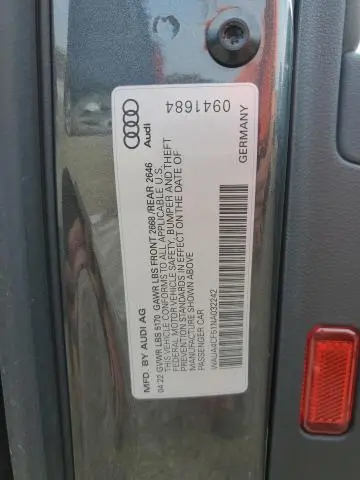 Audi
0941684
GERMANY
MFD. BY AUDI AG
04.22 GVWR LBS 5170 GAWR LBS FRONT 2668 /REAR 2646
THIS VEHICLE CONFORMS TO ALL APPLICABLE U.S.
FEDERAL MOTOR VEHICLE SAFETY, BUMPER AND THEFT
PREVENTION STANDARDS IN EFFECT ON THE DATE OF
MANUFACTURE SHOWN ABOVE
PASSENGER CAR
WAUA4CF51NA032242